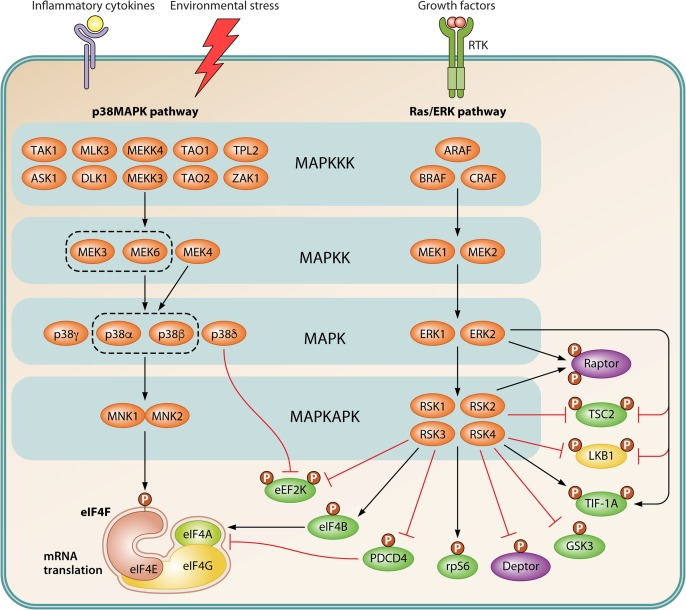 Inflammatory cytokines
Environmental stress
Growth factors
RTK
p38MAPK pathway
Ras/ERK pathway
TAK1 MLK3 MEKK4 TAO1 TPL2
ASK1 DLK1 MEKK3 TAO2 ZAK1
MAPKKK
ARAF
BRAF CRAF
MEK3 MEK6 MEK4
MAPKK
MEK1 MEK2
p38γ p38α p38β p38δ
MAPK
ERK1 ERK2
P
Raptor
P
MNK1 MNK2
MAPKAPK
RSK1 RSK2
RSK3 RSK4
P P
TSC2
P P
LKB1
P P
eEF2K
P P
TIF-1A
P
eIF4F
P
eIF4B
eIF4A
mRNA
translation
eIF4E
eIF4G
P
PDCD4
P
rpS6
P
Deptor
P
GSK3